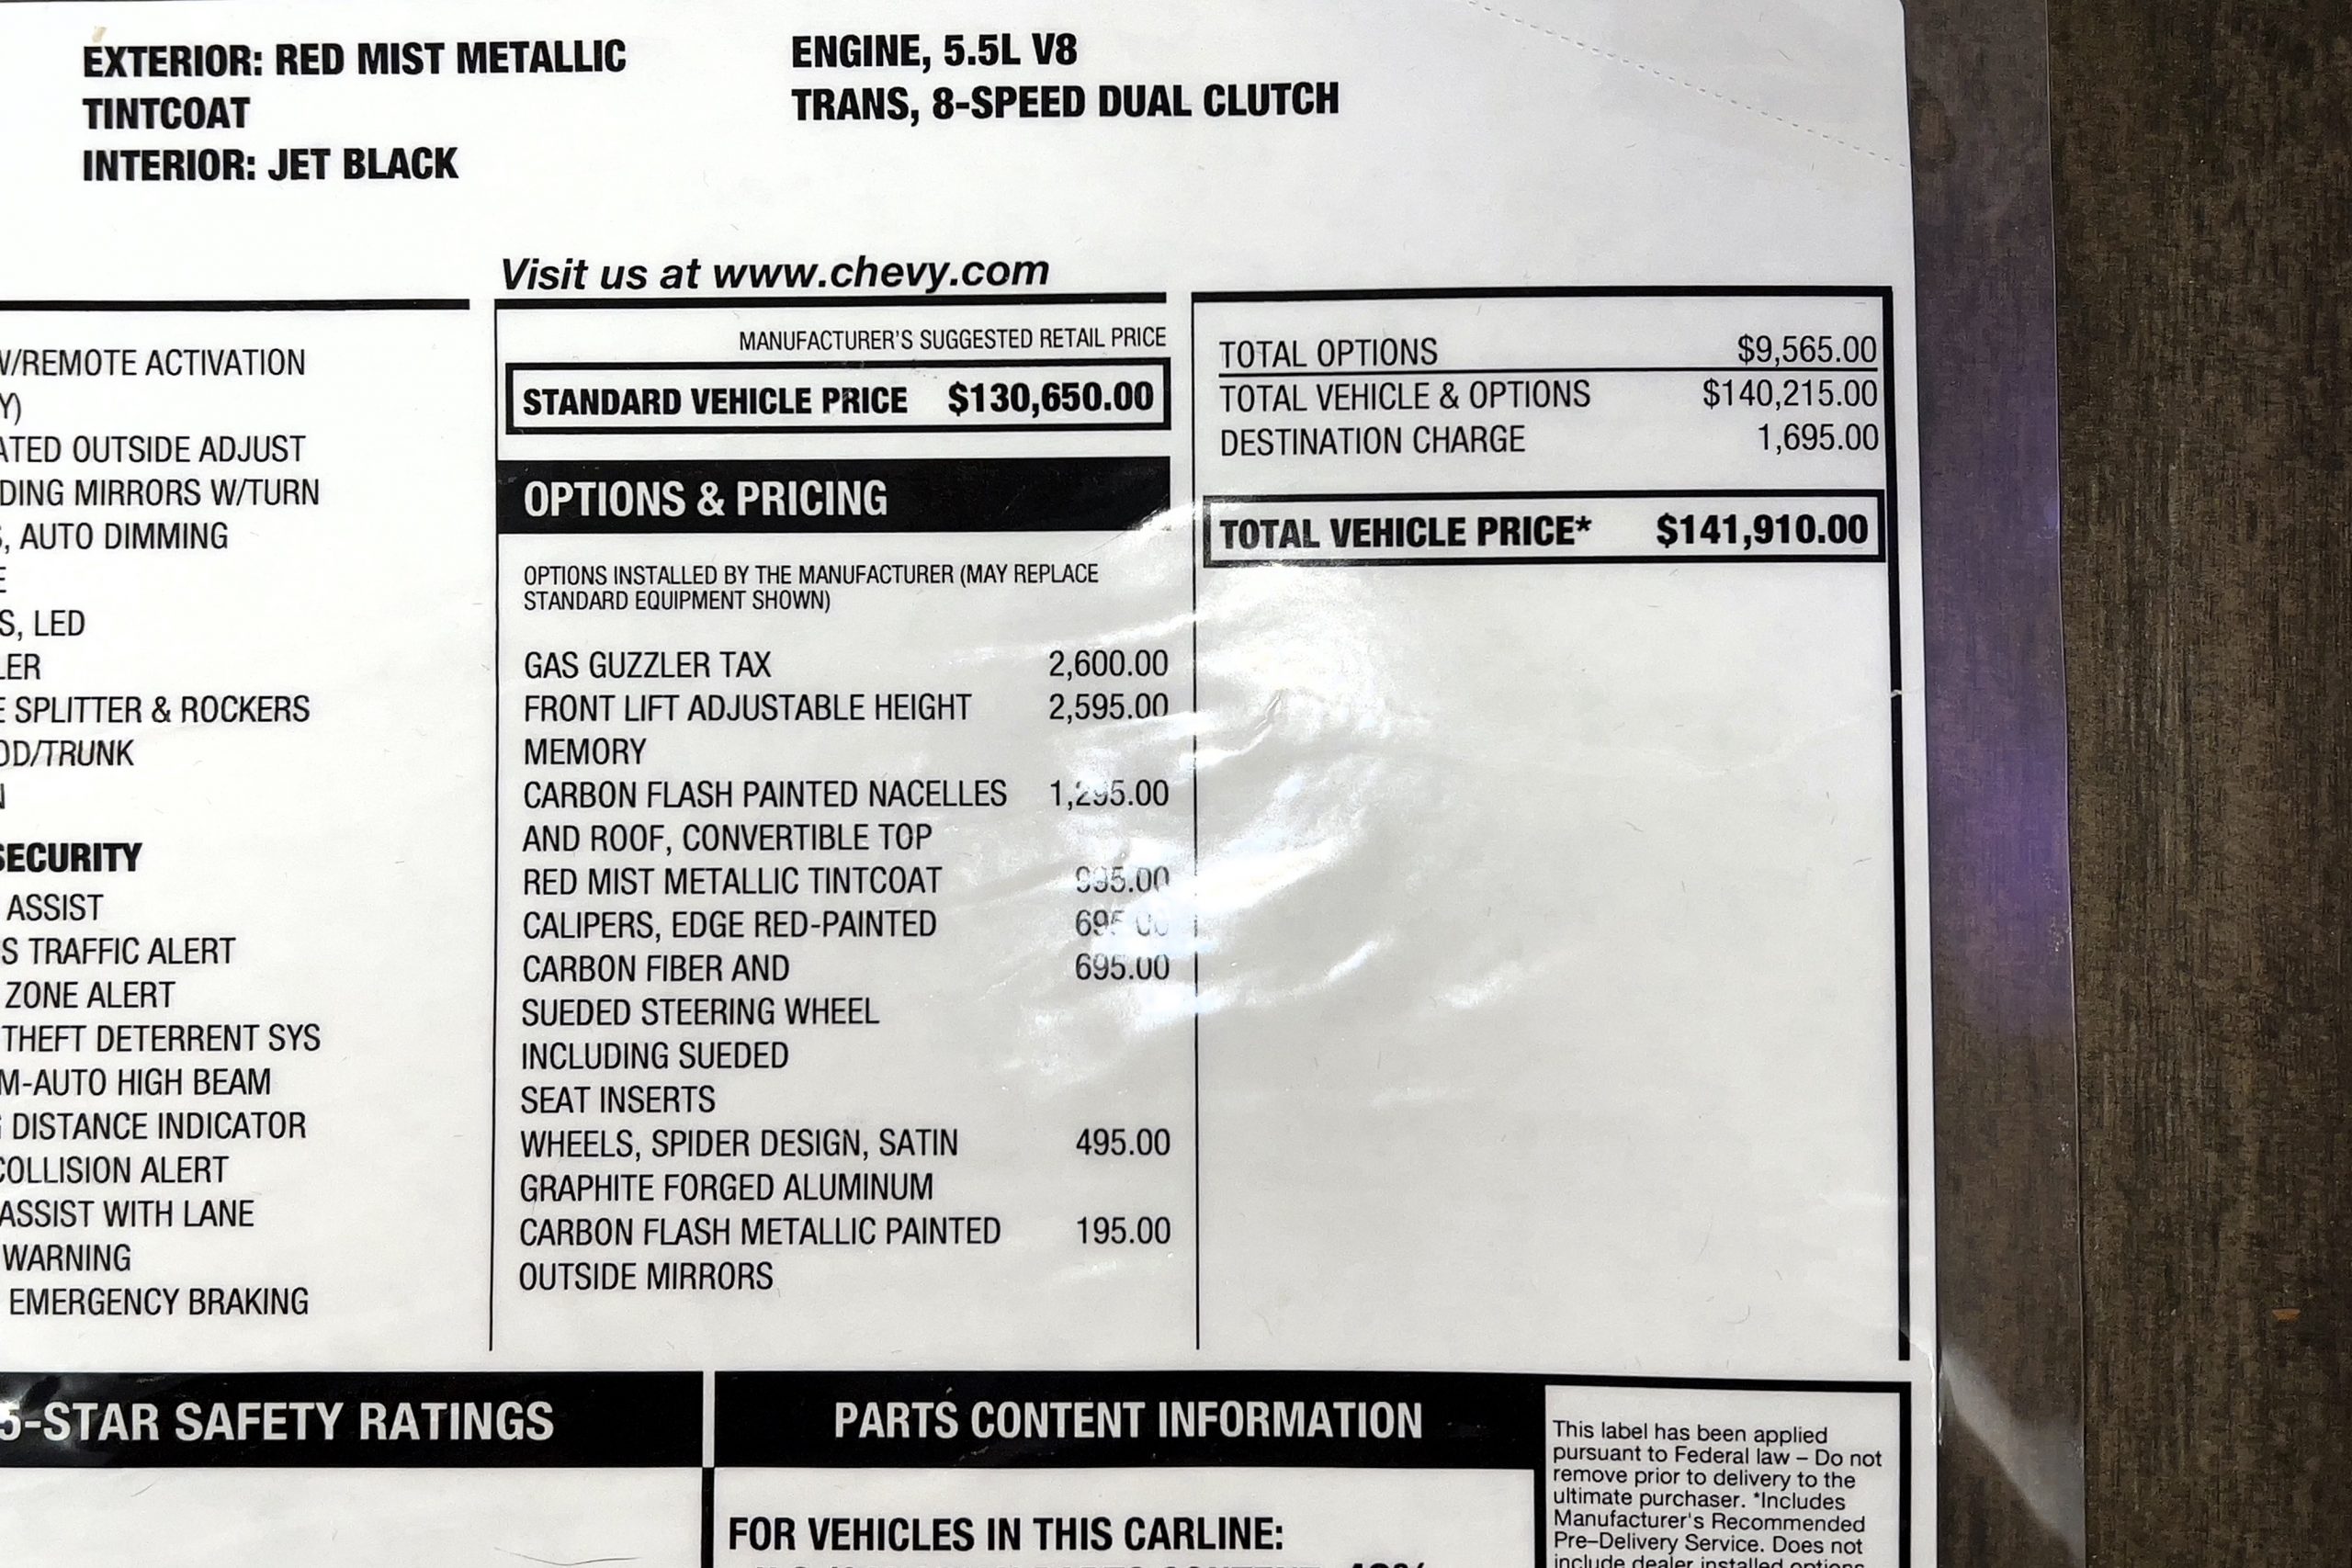 EXTERIOR: RED MIST METALLIC
TINTCOAT
INTERIOR: JET BLACK
ENGINE, 5.5L V8
TRANS, 8-SPEED DUAL CLUTCH
W/REMOTE ACTIVATION
Y)
ATED OUTSIDE ADJUST
DING MIRRORS W/TURN
S, AUTO DIMMING
E
S, LED
LER
E SPLITTER & ROCKERS
OD/TRUNK
N
SECURITY
ASSIST
S TRAFFIC ALERT
ZONE ALERT
THEFT DETERRENT SYS
M-AUTO HIGH BEAM
G DISTANCE INDICATOR
COLLISION ALERT
ASSIST WITH LANE
WARNING
EMERGENCY BRAKING
Visit us at www.chevy.com
MANUFACTURER'S SUGGESTED RETAIL PRICE
STANDARD VEHICLE PRICE $130,650.00
OPTIONS & PRICING
OPTIONS INSTALLED BY THE MANUFACTURER (MAY REPLACE
STANDARD EQUIPMENT SHOWN)
GAS GUZZLER TAX 2,600.00
FRONT LIFT ADJUSTABLE HEIGHT 2,595.00
MEMORY
CARBON FLASH PAINTED NACELLES 1,295.00
AND ROOF, CONVERTIBLE TOP
RED MIST METALLIC TINTCOAT 995.00
CALIPERS, EDGE RED-PAINTED 695.00
CARBON FIBER AND 695.00
SUEDED STEERING WHEEL
INCLUDING SUEDED
SEAT INSERTS
WHEELS, SPIDER DESIGN, SATIN 495.00
GRAPHITE FORGED ALUMINUM
CARBON FLASH METALLIC PAINTED 195.00
OUTSIDE MIRRORS
TOTAL OPTIONS $9,565.00
TOTAL VEHICLE & OPTIONS $140,215.00
DESTINATION CHARGE 1,695.00
TOTAL VEHICLE PRICE* $141,910.00
5-STAR SAFETY RATINGS
PARTS CONTENT INFORMATION
FOR VEHICLES IN THIS CARLINE:
This label has been applied
pursuant to Federal law – Do not
remove prior to delivery to the
ultimate purchaser. *Includes
Manufacturer's Recommended
Pre–Delivery Service. Does not
include dealer installed options